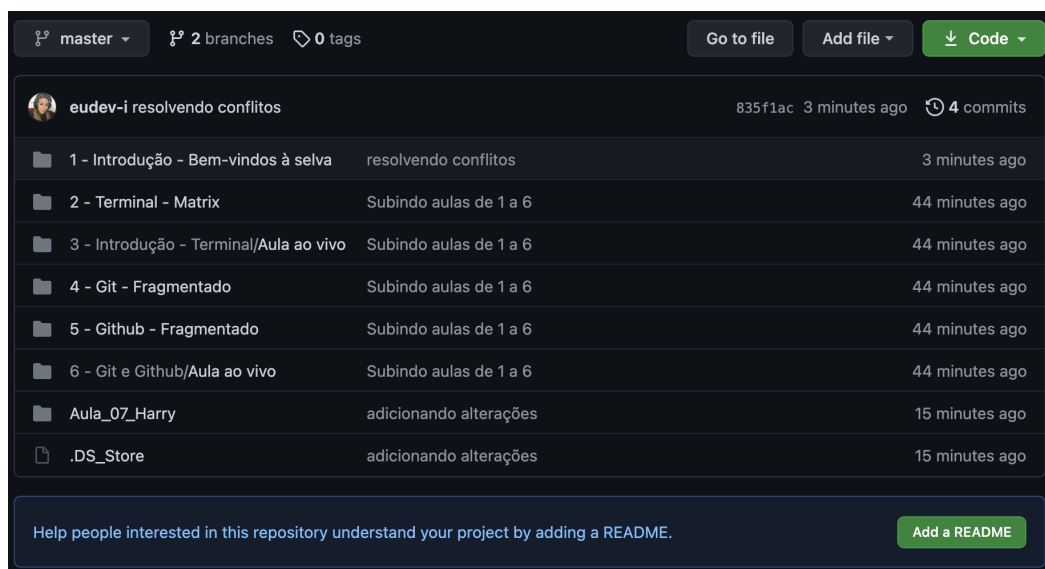 master 2 branches 0 tags Go to file Add file Code
eudev-i resolvendo conflitos 835f1ac 3 minutes ago 4 commits
1 - Introdução - Bem-vindos à selva resolvendo conflitos 3 minutes ago
2 - Terminal - Matrix Subindo aulas de 1 a 6 44 minutes ago
3 - Introdução - Terminal/Aula ao vivo Subindo aulas de 1 a 6 44 minutes ago
4 - Git - Fragmentado Subindo aulas de 1 a 6 44 minutes ago
5 - Github - Fragmentado Subindo aulas de 1 a 6 44 minutes ago
6 - Git e Github/Aula ao vivo Subindo aulas de 1 a 6 44 minutes ago
Aula_07_Harry adicionando alterações 15 minutes ago
.DS_Store adicionando alterações 15 minutes ago
Help people interested in this repository understand your project by adding a README. Add a README